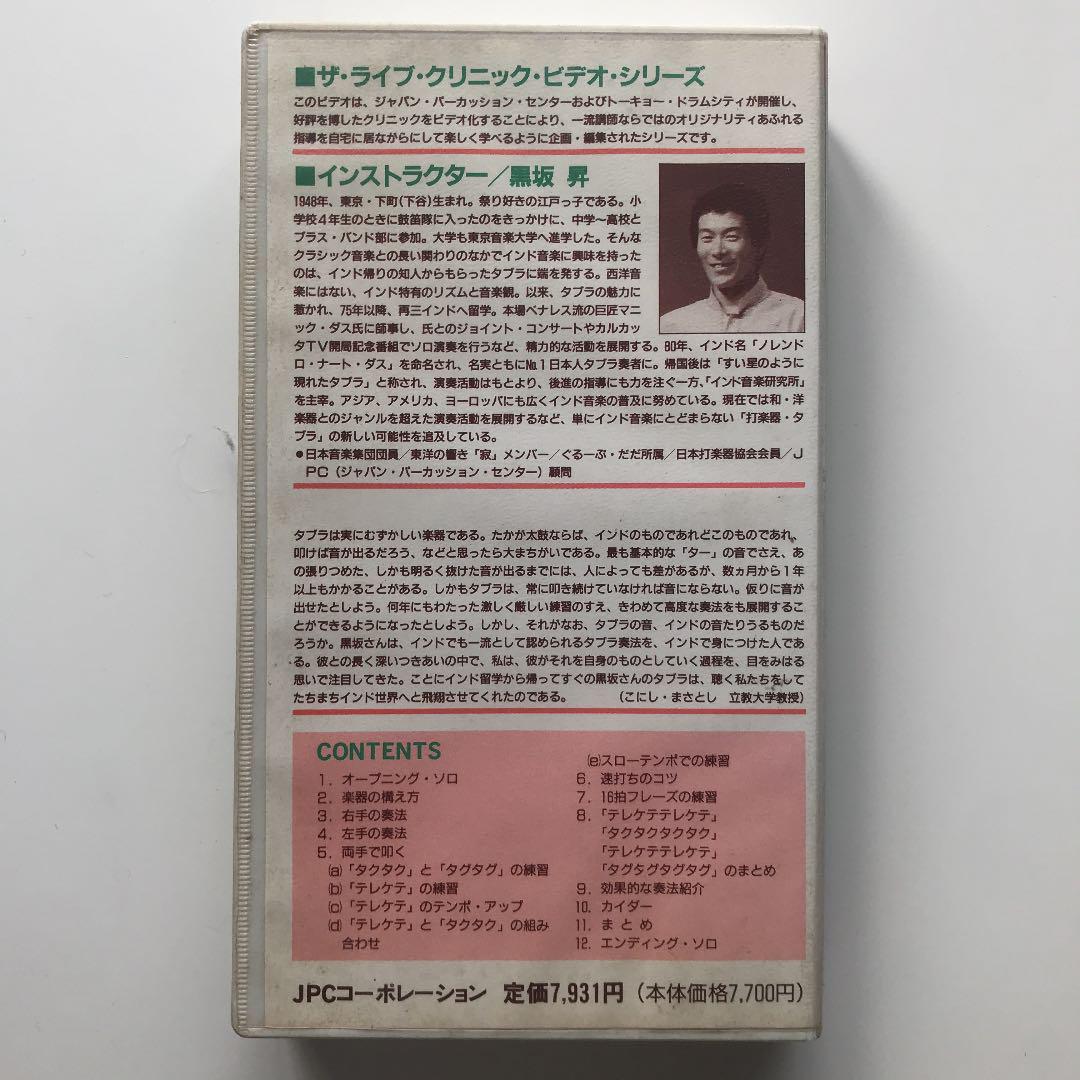 ■ザ・ライブ・クリニック・ビデオ・シリーズ
このビデオは、ジャパン・パーカッション・センターおよびトーキョー・ドラムシティが開催し、
好評を博したクリニックをビデオ化することにより、一流講師ならではのオリジナリティあふれる
指導を自宅に居ながらにして楽しく学べるように企画・編集されたシリーズです。
■インストラクター／黒坂 昇
1948年、東京・下町(下谷)生まれ。祭り好きの江戸っ子である。小
学校4年生のときに鼓笛隊に入ったのをきっかけに、中学〜高校と
ブラス・バンド部に参加。大学も東京音楽大学へ進学した。そんな
クラシック音楽との長い関わりのなかでインド音楽に興味を持った
のは、インド帰りの知人からもらったタブラに端を発する。西洋音
楽にはない、インド特有のリズムと音楽観。以来、タブラの魅力に
惹かれ、75年以降、再三インドへ留学。本場ベナレス流の巨匠マニ
ック・ダス氏に師事し、氏とのジョイント・コンサートやカルカッ
タTV開局記念番組でソロ演奏を行うなど、精力的な活動を展開する。80年、インド名「ノレンド
ロ・ナート・ダス」を命名され、名実ともに№1日本人タブラ奏者に。帰国後は「すい星のように
現れたタブラ」と称され、演奏活動はもとより、後進の指導にも力を注ぐ一方、「インド音楽研究所」
を主宰。アジア、アメリカ、ヨーロッパにも広くインド音楽の普及に努めている。現在では和・洋
楽器とのジャンルを超えた演奏活動を展開するなど、単にインド音楽にとどまらない「打楽器・タ
ブラ」の新しい可能性を追及している。
●日本音楽集団団員／東洋の響き「寂」メンバー／ぐるーぷ・だだ所属／日本打楽器協会会員／J
PC（ジャパン・パーカッション・センター）顧問
タブラは実にむずかしい楽器である。たかが太鼓ならば、インドのものであれどこのものであれ、
叩けば音が出るだろう、などと思ったら大まちがいである。最も基本的な「ター」の音でさえ、あ
の張りつめた、しかも明るく抜けた音が出るまでには、人によっても差があるが、数ヵ月から1年
以上もかかることがある。しかもタブラは、常に叩き続けていなければ音にならない。仮りに音が
出せたとしよう。何年にもわたった激しく厳しい練習のすえ、きわめて高度な奏法をも展開するこ
とができるようになったとしよう。しかし、それがなお、タブラの音、インドの音たりうるものだ
ろうか。黒坂さんは、インドでも一流として認められるタブラ奏法を、インドで身につけた人であ
る。彼との長く深いつきあいの中で、私は、彼がそれを自身のものとしていく過程を、目をみはる
思いで注目してきた。ことにインド留学から帰ってすぐの黒坂さんのタブラは、聴く私たちをして
たちまちインド世界へと飛翔させてくれたのである。 （こにし・まさとし 立教大学教授）
CONTENTS
1. オープニング・ソロ
2. 楽器の構え方
3. 右手の奏法
4. 左手の奏法
5. 両手で叩く
(a)「タクタク」と「タグタグ」の練習
(b)「テレケテ」の練習
(c)「テレケテ」のテンポ・アップ
(d)「テレケテ」と「タクタク」の組み
合わせ
(e)スローテンポでの練習
6. 速打ちのコツ
7. 16拍フレーズの練習
8.「テレケテテレケテ」
「タクタクタクタク」
「テレケテテレケテ」
「タグタグタグタグ」のまとめ
9. 効果的な奏法紹介
10. カイダー
11. まとめ
12. エンディング・ソロ
JPCコーポレーション 定価7,931円（本体価格7,700円）